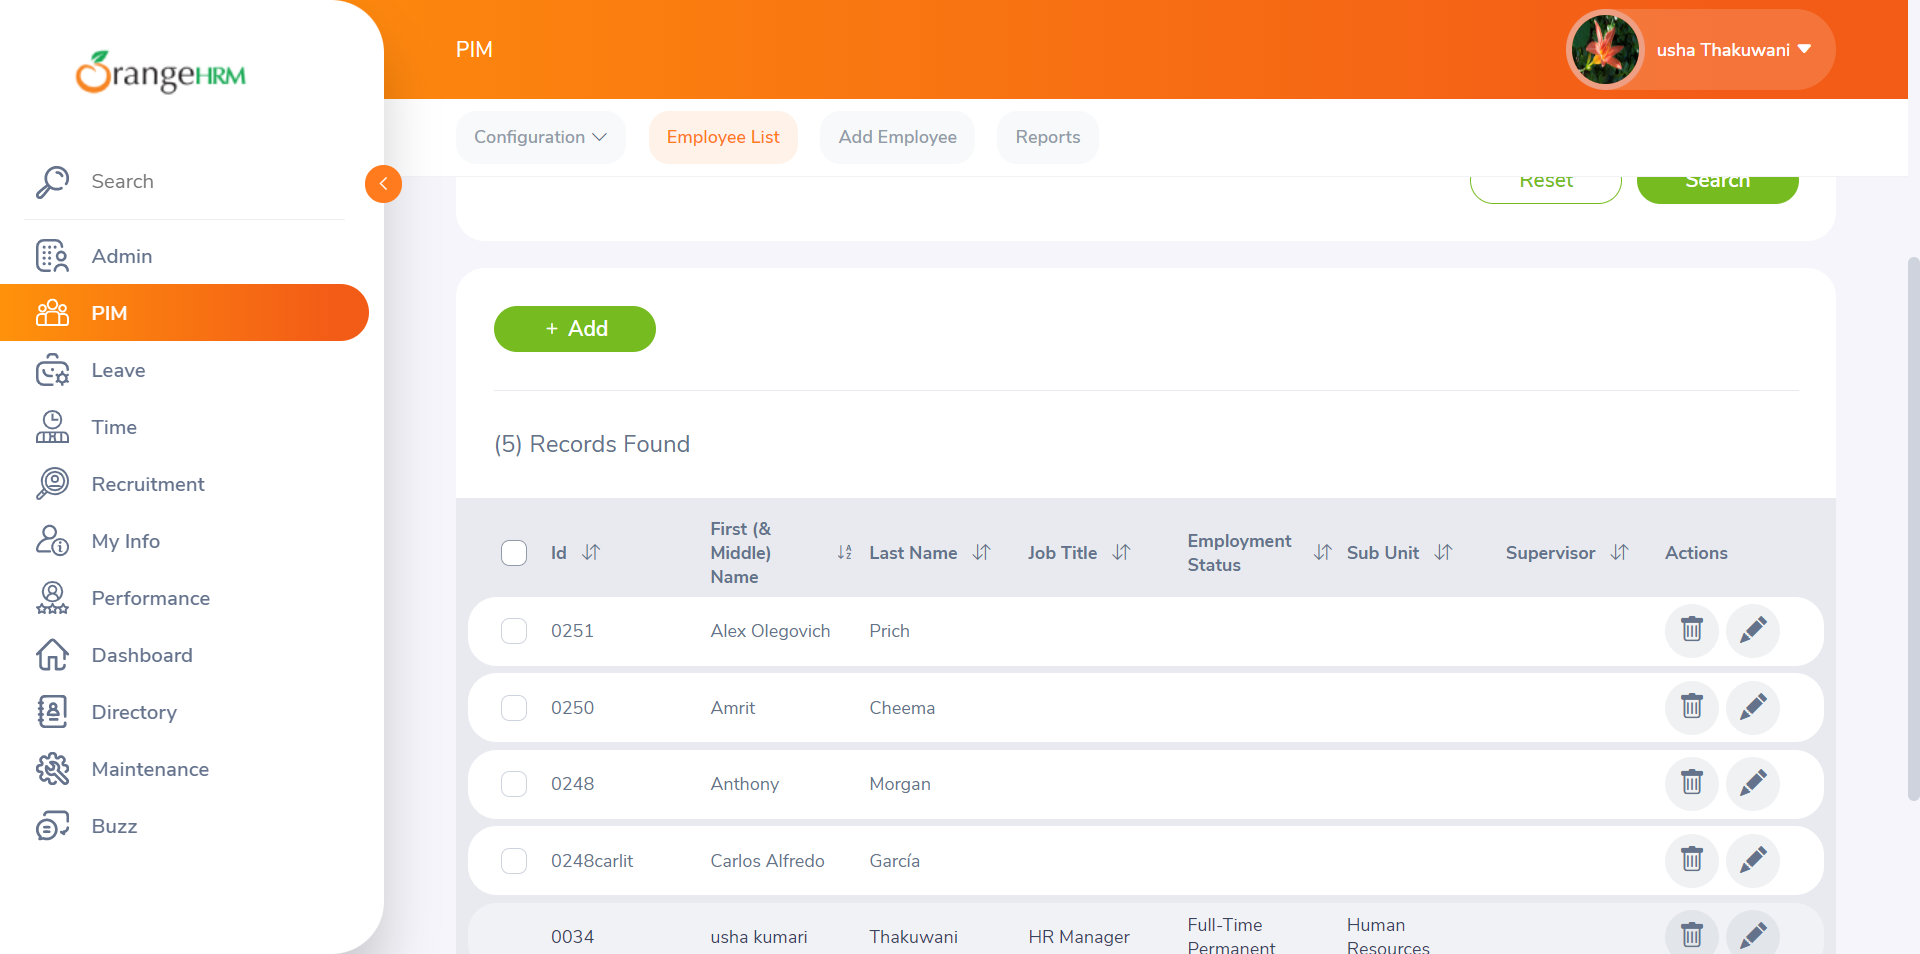 OrangeHRM
PIM
usha Thakuwani
Configuration
Employee List
Add Employee
Reports
Search
Reset
Search
Admin
PIM
Leave
Time
Recruitment
My Info
Performance
Dashboard
Directory
Maintenance
Buzz
+ Add
(5) Records Found
Id
First (&
Middle)
Name
Last Name
Job Title
Employment
Status
Sub Unit
Supervisor
Actions
0251 Alex Olegovich Prich
0250 Amrit Cheema
0248 Anthony Morgan
0248carlit Carlos Alfredo García
0034 usha kumari Thakuwani HR Manager
Full-Time
Permanent
Human
Resources